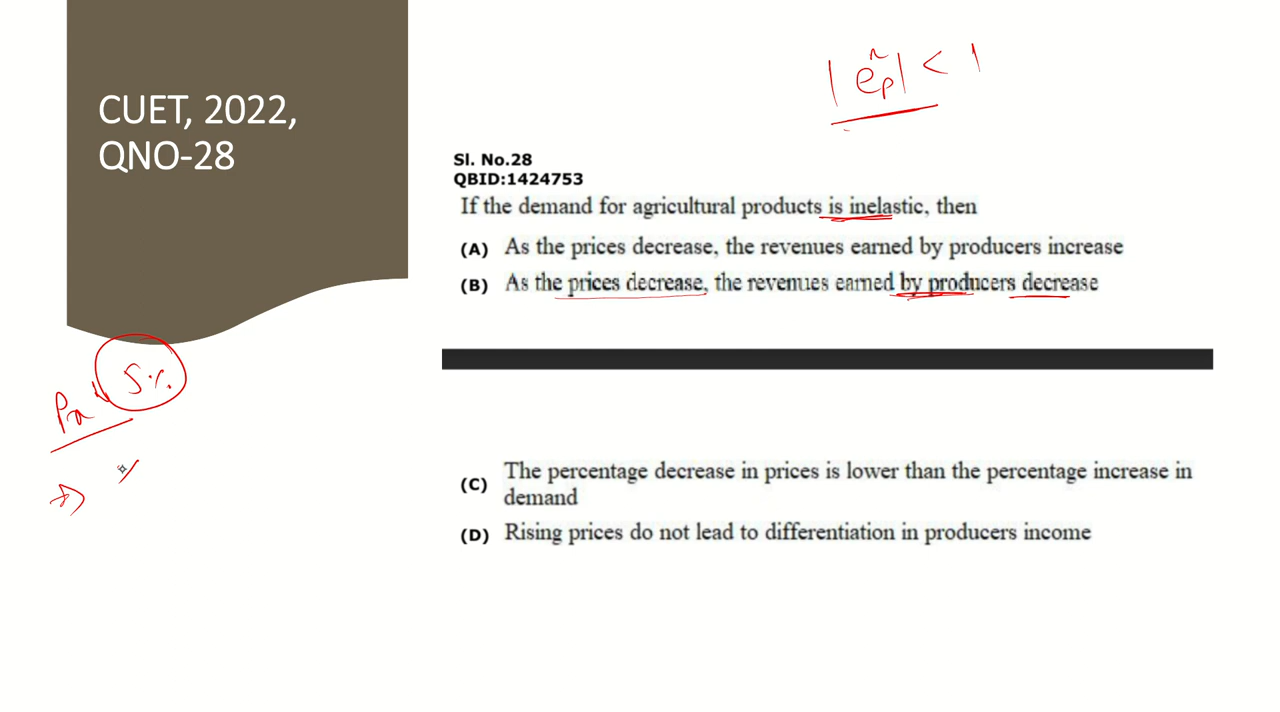 CUET, 2022,
QNO-28
|e͂p| < 1
Sl. No.28
QBID:1424753
If the demand for agricultural products is inelastic, then
(A) As the prices decrease, the revenues earned by producers increase
(B) As the prices decrease, the revenues earned by producers decrease
5%
(C) The percentage decrease in prices is lower than the percentage increase in
demand
(D) Rising prices do not lead to differentiation in producers income